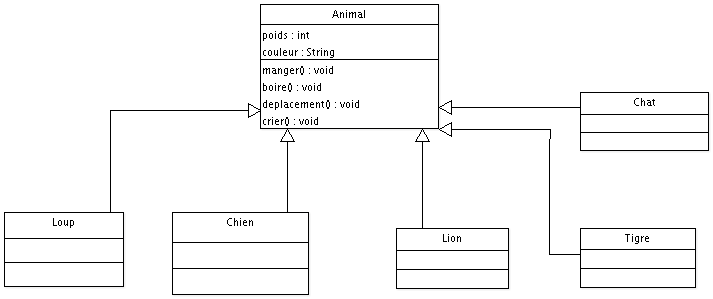 Animal
poids : int
couleur : String
manger() : void
boire() : void
deplacement() : void
crier() : void
Chat
Loup
Chien
Lion
Tigre